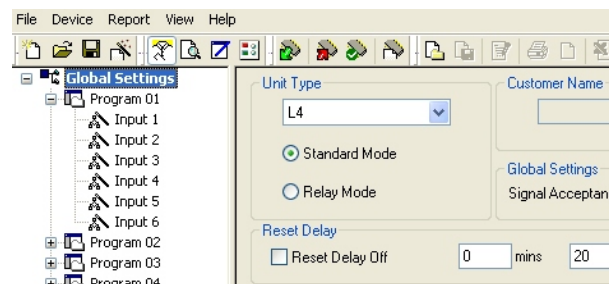 File Device Report View Help
Global Settings
Program 01
Input 1
Input 2
Input 3
Input 4
Input 5
Input 6
Program 02
Program 03
Program 04
Unit Type
L4
Standard Mode
Relay Mode
Customer Name
Global Settings
Signal Acceptan
Reset Delay
Reset Delay Off 0 mins 20